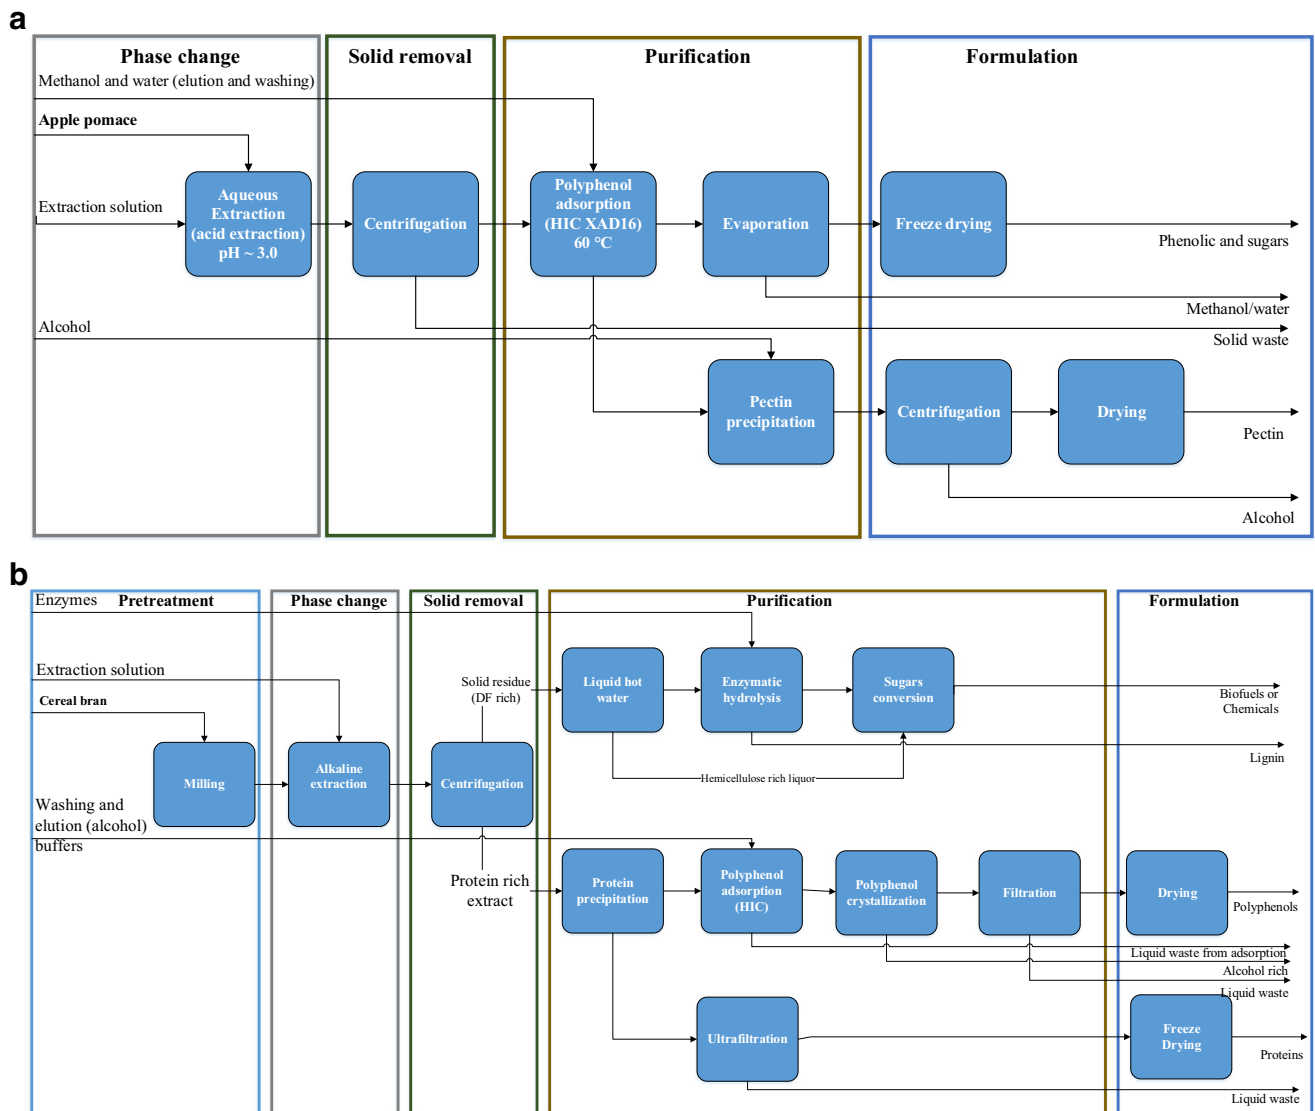 a
Phase change
Solid removal
Purification
Formulation
Methanol and water (elution and washing)
Apple pomace
Extraction solution
Aqueous
Extraction
(acid extraction)
pH ~ 3.0
Centrifugation
Polyphenol
adsorption
(HIC XAD16)
60 °C
Evaporation
Freeze drying
Phenolic and sugars
Methanol/water
Solid waste
Alcohol
Pectin
precipitation
Centrifugation
Drying
Pectin
Alcohol
b
Enzymes
Pretreatment
Phase change
Solid removal
Purification
Formulation
Extraction solution
Cereal bran
Milling
Alkaline
extraction
Centrifugation
Solid residue
(DF rich)
Liquid hot
water
Enzymatic
hydrolysis
Sugars
conversion
Biofuels or
Chemicals
Lignin
Hemicellulose rich liquor
Washing and
elution (alcohol)
buffers
Protein rich
extract
Protein
precipitation
Polyphenol
adsorption
(HIC)
Polyphenol
crystallization
Filtration
Drying
Polyphenols
Liquid waste from adsorption
Alcohol rich
Liquid waste
Ultrafiltration
Freeze
Drying
Proteins
Liquid waste